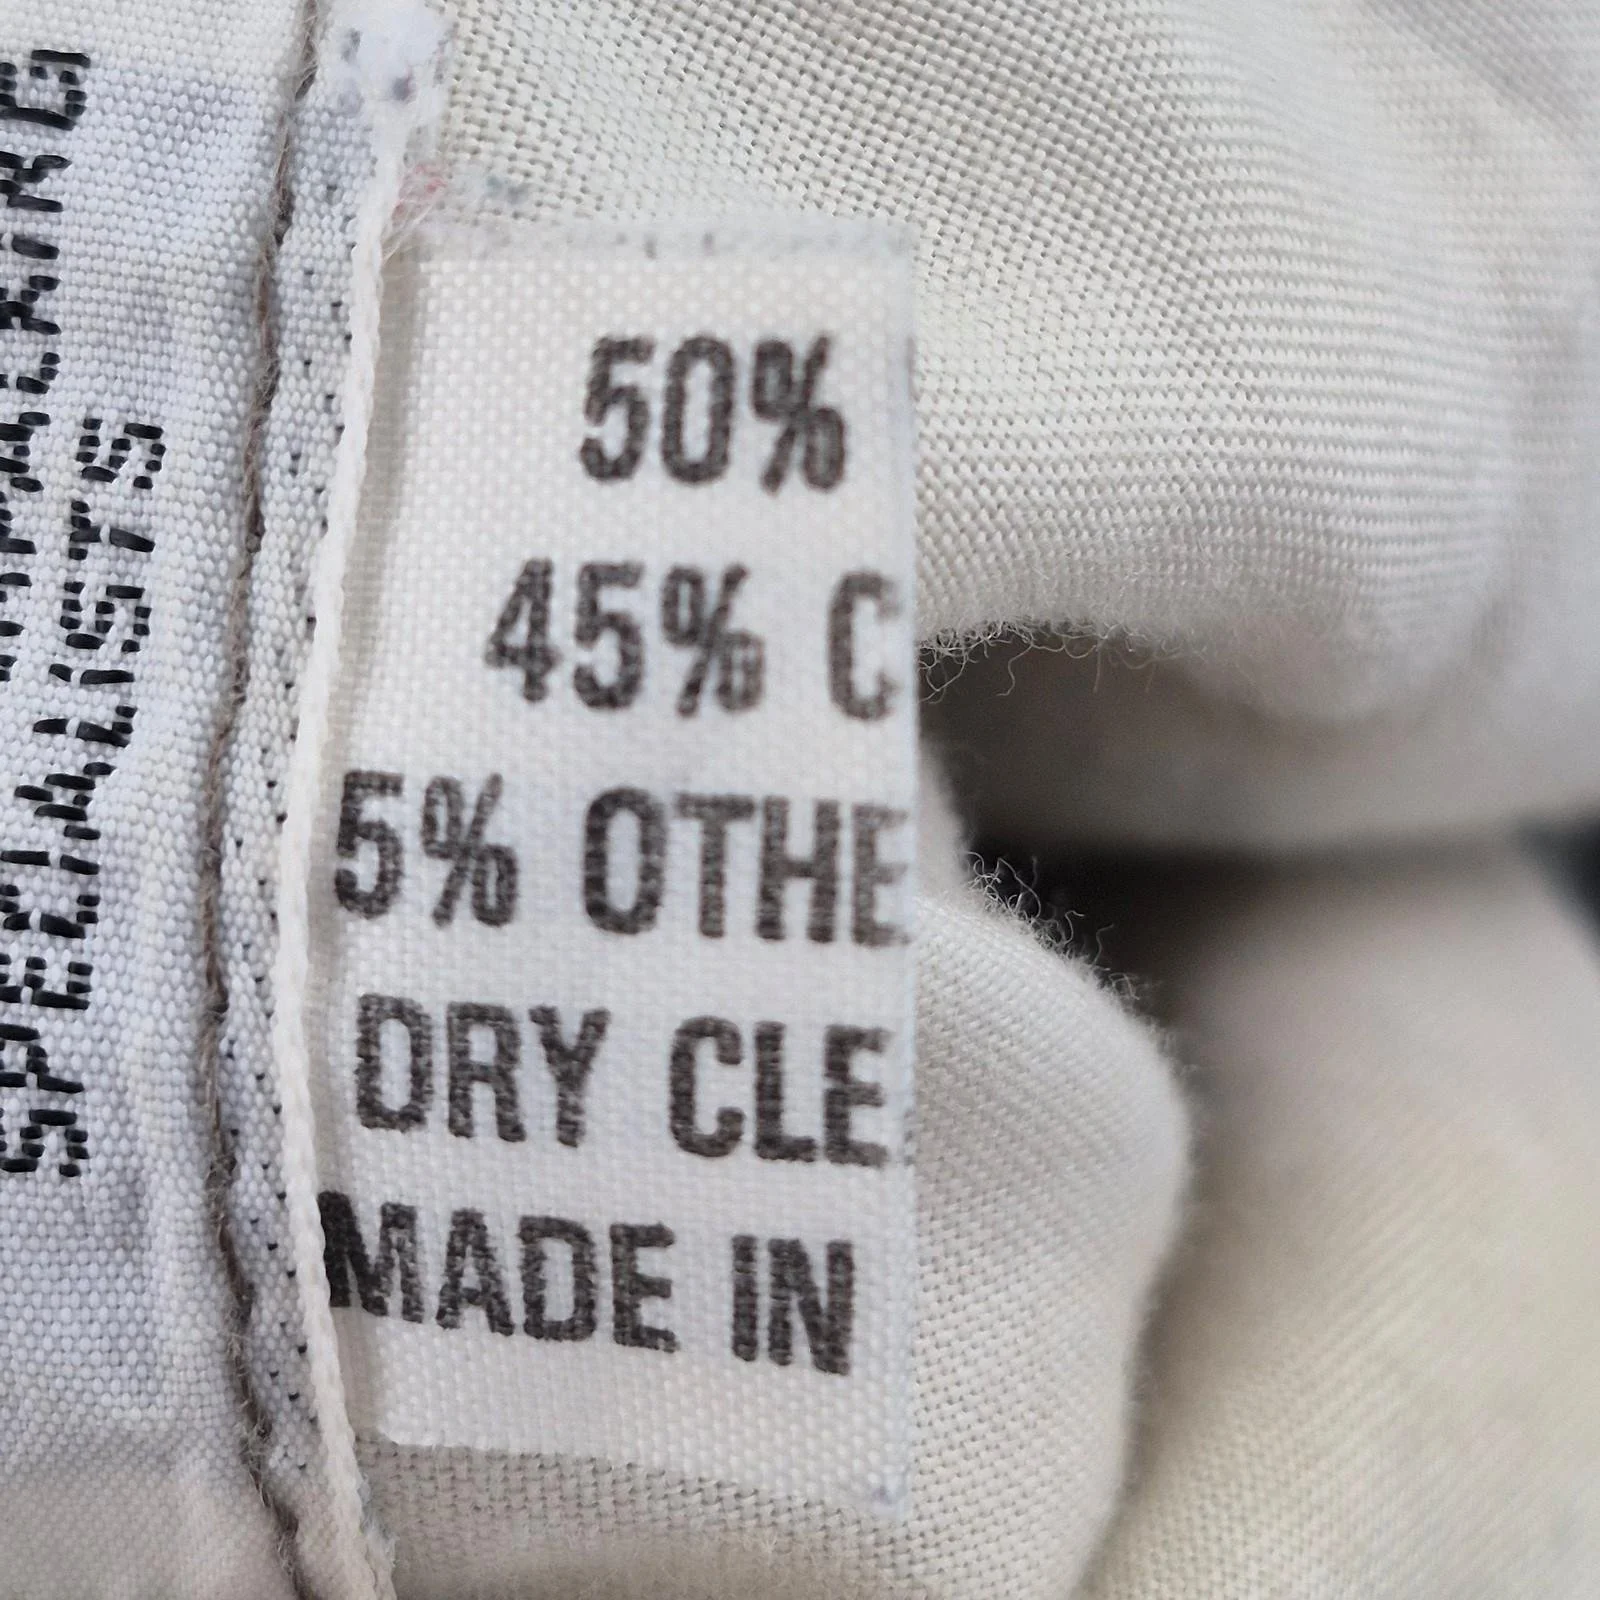 SPECIALISTS
50%
45% C
5% OTHE
DRY CLE
MADE IN